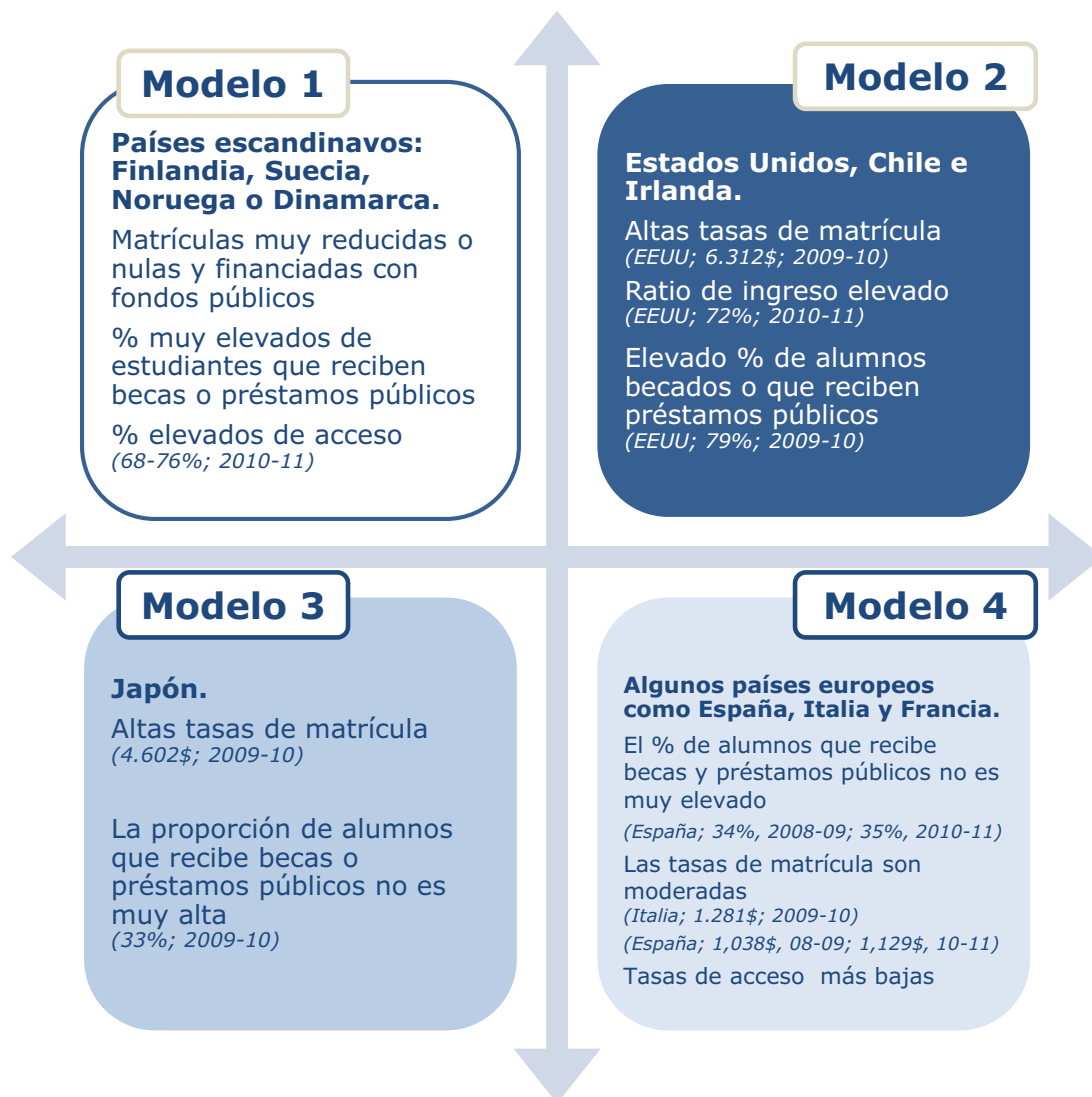 Modelo 1
Países escandinavos:
Finlandia, Suecia,
Noruega o Dinamarca.
Matrículas muy reducidas o
nulas y financiadas con
fondos públicos
% muy elevados de
estudiantes que reciben
becas o préstamos públicos
% elevados de acceso
(68-76%; 2010-11)
Modelo 2
Estados Unidos, Chile e
Irlanda.
Altas tasas de matrícula
(EEUU; 6.312$; 2009-10)
Ratio de ingreso elevado
(EEUU; 72%; 2010-11)
Elevado % de alumnos
becados o que reciben
préstamos públicos
(EEUU; 79%; 2009-10)
Modelo 3
Japón.
Altas tasas de matrícula
(4.602$; 2009-10)
La proporción de alumnos
que recibe becas o
préstamos públicos no es
muy alta
(33%; 2009-10)
Modelo 4
Algunos países europeos
como España, Italia y Francia.
El % de alumnos que recibe
becas y préstamos públicos no es
muy elevado
(España; 34%, 2008-09; 35%, 2010-11)
Las tasas de matrícula son
moderadas
(Italia; 1.281$; 2009-10)
(España; 1,038$, 08-09; 1,129$, 10-11)
Tasas de acceso  más bajas